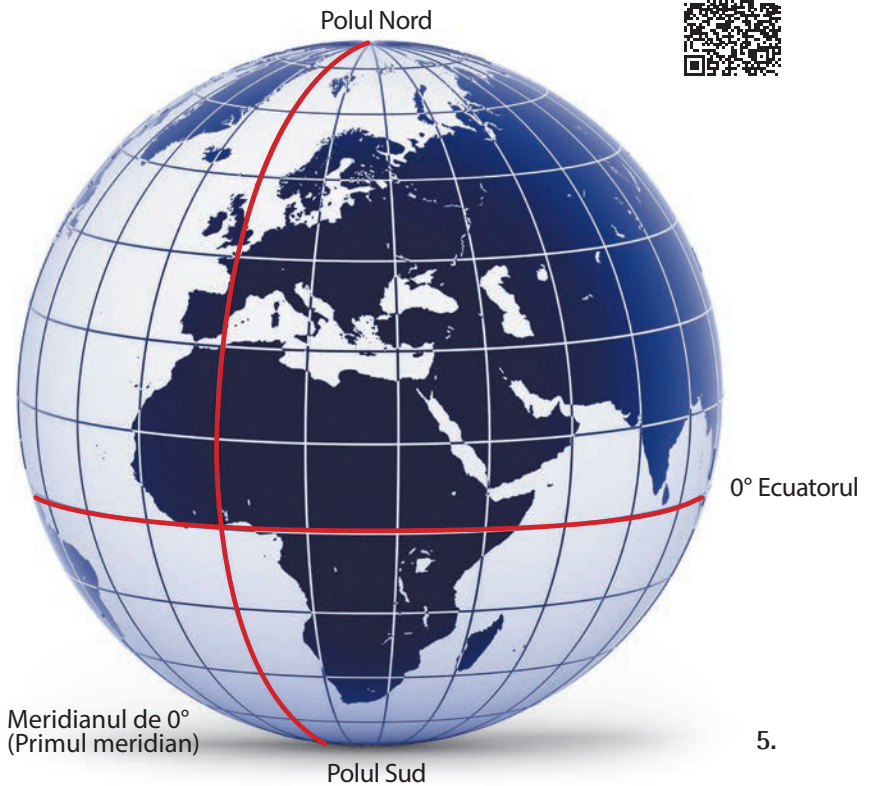 Polul Nord
0° Ecuatorul
Meridianul de 0°
(Primul meridian)
5.
Polul Sud